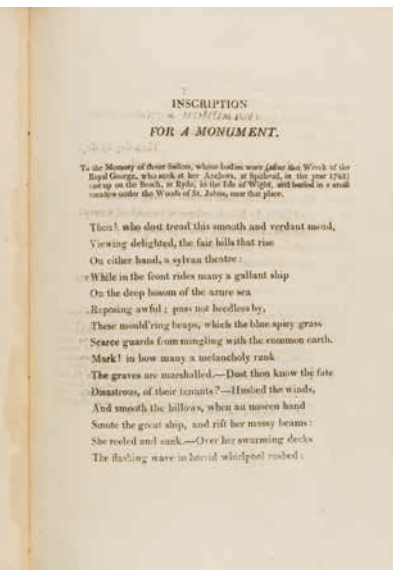 INSCRIPTION
FOR A MONUMENT.
To the Memory of those Sailors, whose bodies were (after the Wreck of the
Royal George, who sunk at her Anchors, at Spithead, in the year 1782)
cast up on the Beach, at Ryde, in the Isle of Wight, and buried in a small
meadow under the Woods of St. Johns, near that place.
Thou! who dost tread this smooth and verdant mead,
Viewing delighted, the fair hills that rise
On either hand, a sylvan theatre:
While in the front rides many a gallant ship
On the deep bosom of the azure sea
Reposing awful; pass not heedless by,
These mould'ring heaps, which the blue spiry grass
Scarce guards from mingling with the common earth.
Mark! in how many a melancholy rank
The graves are marshalled.—Dost thou know the fate
Disastrous, of their tenants?—Hushed the winds,
And smooth the billows, when an unseen hand
Smote the great ship, and rift her massy beams:
She reeled and sunk.—Over her swarming decks
The flashing wave in horrid whirlpool rushed: